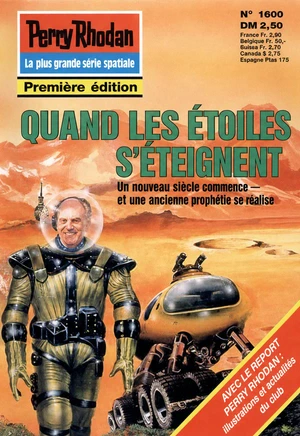 Perry Rhodan
La plus grande série spatiale
Première édition
N° 1600
DM 2,50
France Fr. 2,90
Belgique Fr. 50,-
Suissa Fr. 2,70
Canada $ 2,75
Espagne Ptas 175
QUAND LES ÉTOILES
S'ÉTEIGNENT
Un nouveau siècle commence —
et une ancienne prophétie se réalise
AVEC LE REPORT
PERRY RHODAN :
illustrations et actualités
du club